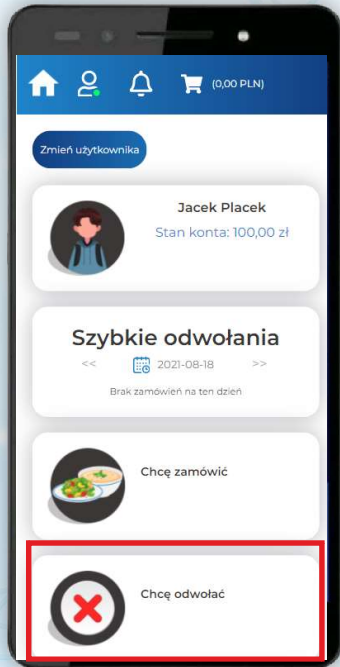 (0,00 PLN)
Zmień użytkownika
Jacek Placek
Stan konta: 100,00 zł
Szybkie odwołania
<< 2021-08-18 >>
Brak zamówień na ten dzień
Chcę zamówić
Chcę odwołać